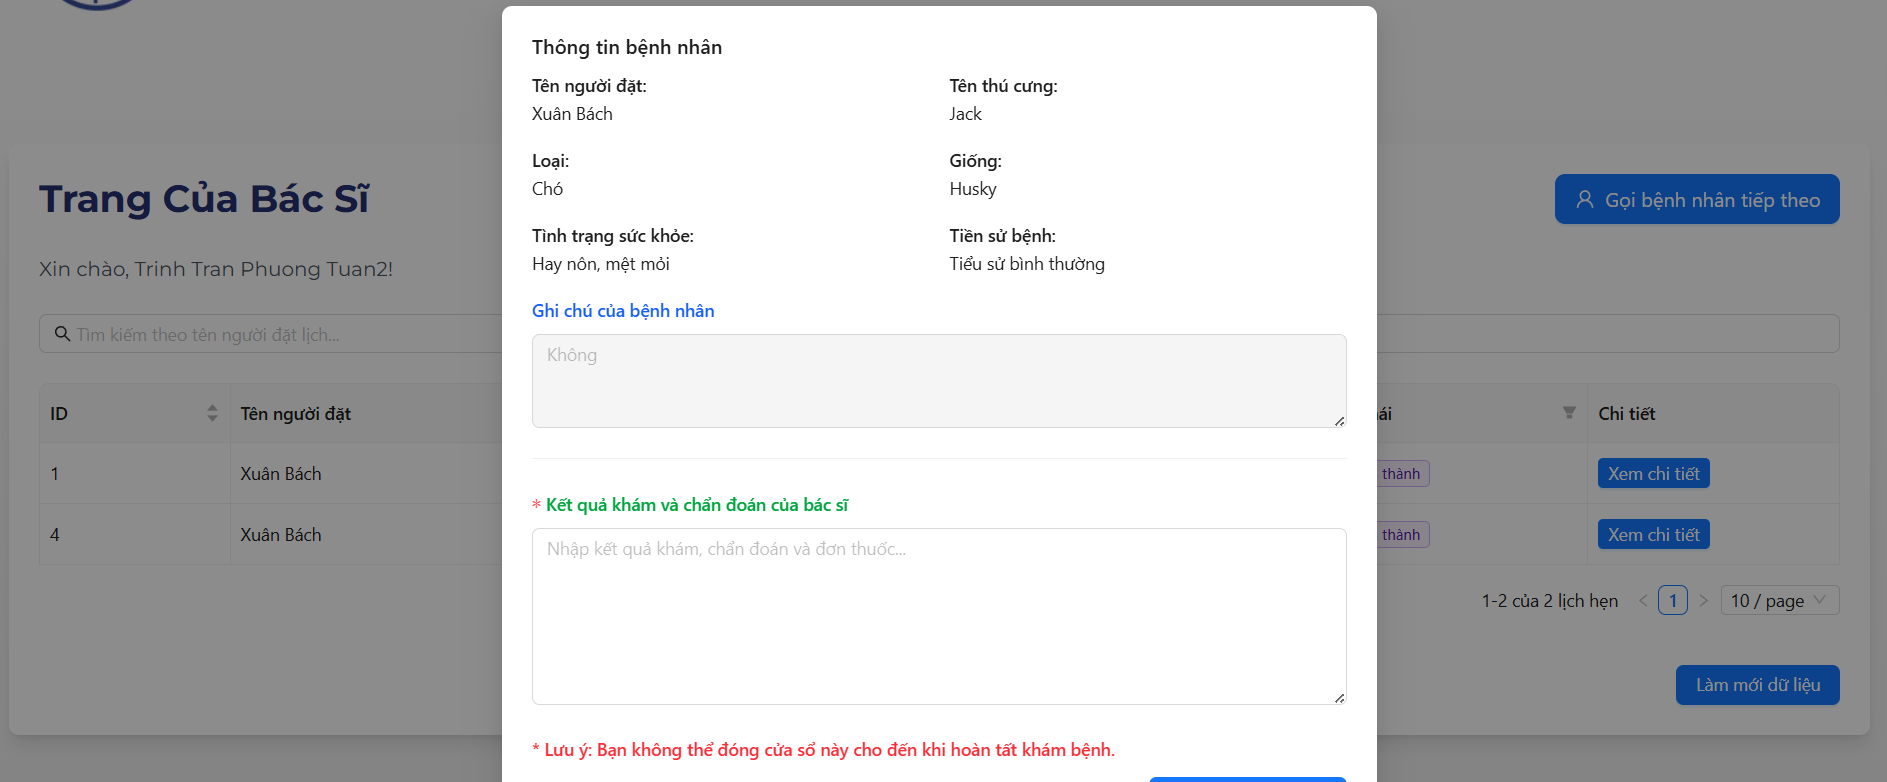 Thông tin bệnh nhân
Tên người đặt:
Xuân Bách
Tên thú cưng:
Jack
Loại:
Chó
Giống:
Husky
Tình trạng sức khỏe:
Hay nôn, mệt mỏi
Tiền sử bệnh:
Tiểu sử bình thường
Ghi chú của bệnh nhân
Không
* Kết quả khám và chẩn đoán của bác sĩ
Nhập kết quả khám, chẩn đoán và đơn thuốc...
* Lưu ý: Bạn không thể đóng cửa sổ này cho đến khi hoàn tất khám bệnh.
Trang Của Bác Sĩ
Gọi bệnh nhân tiếp theo
Xin chào, Trinh Tran Phuong Tuan2!
Tìm kiếm theo tên người đặt lịch...
ID
Tên người đặt
Chi tiết
1
Xuân Bách
thành
Xem chi tiết
4
Xuân Bách
thành
Xem chi tiết
1-2 của 2 lịch hẹn
1
10 / page
Làm mới dữ liệu